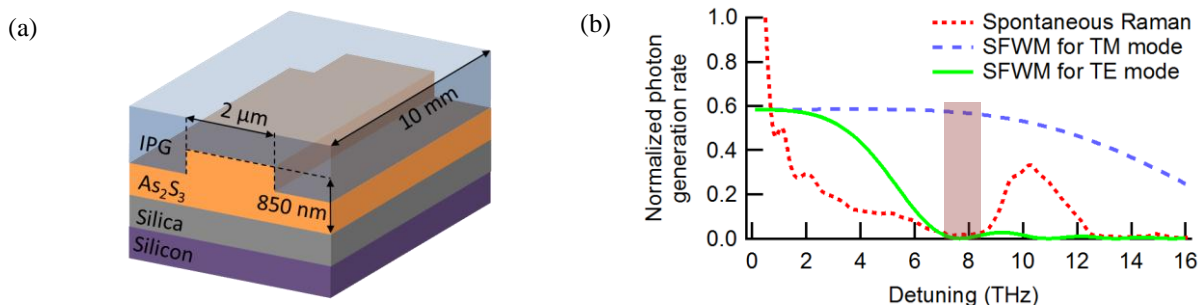 (a)
2 μm
10 mm
IPG
As₂S₃
850 nm
Silica
Silicon
(b)
Spontaneous Raman
SFWM for TM mode
SFWM for TE mode
Normalized photon
generation rate
1.0
0.8
0.6
0.4
0.2
0.0
0 2 4 6 8 10 12 14 16
Detuning (THz)